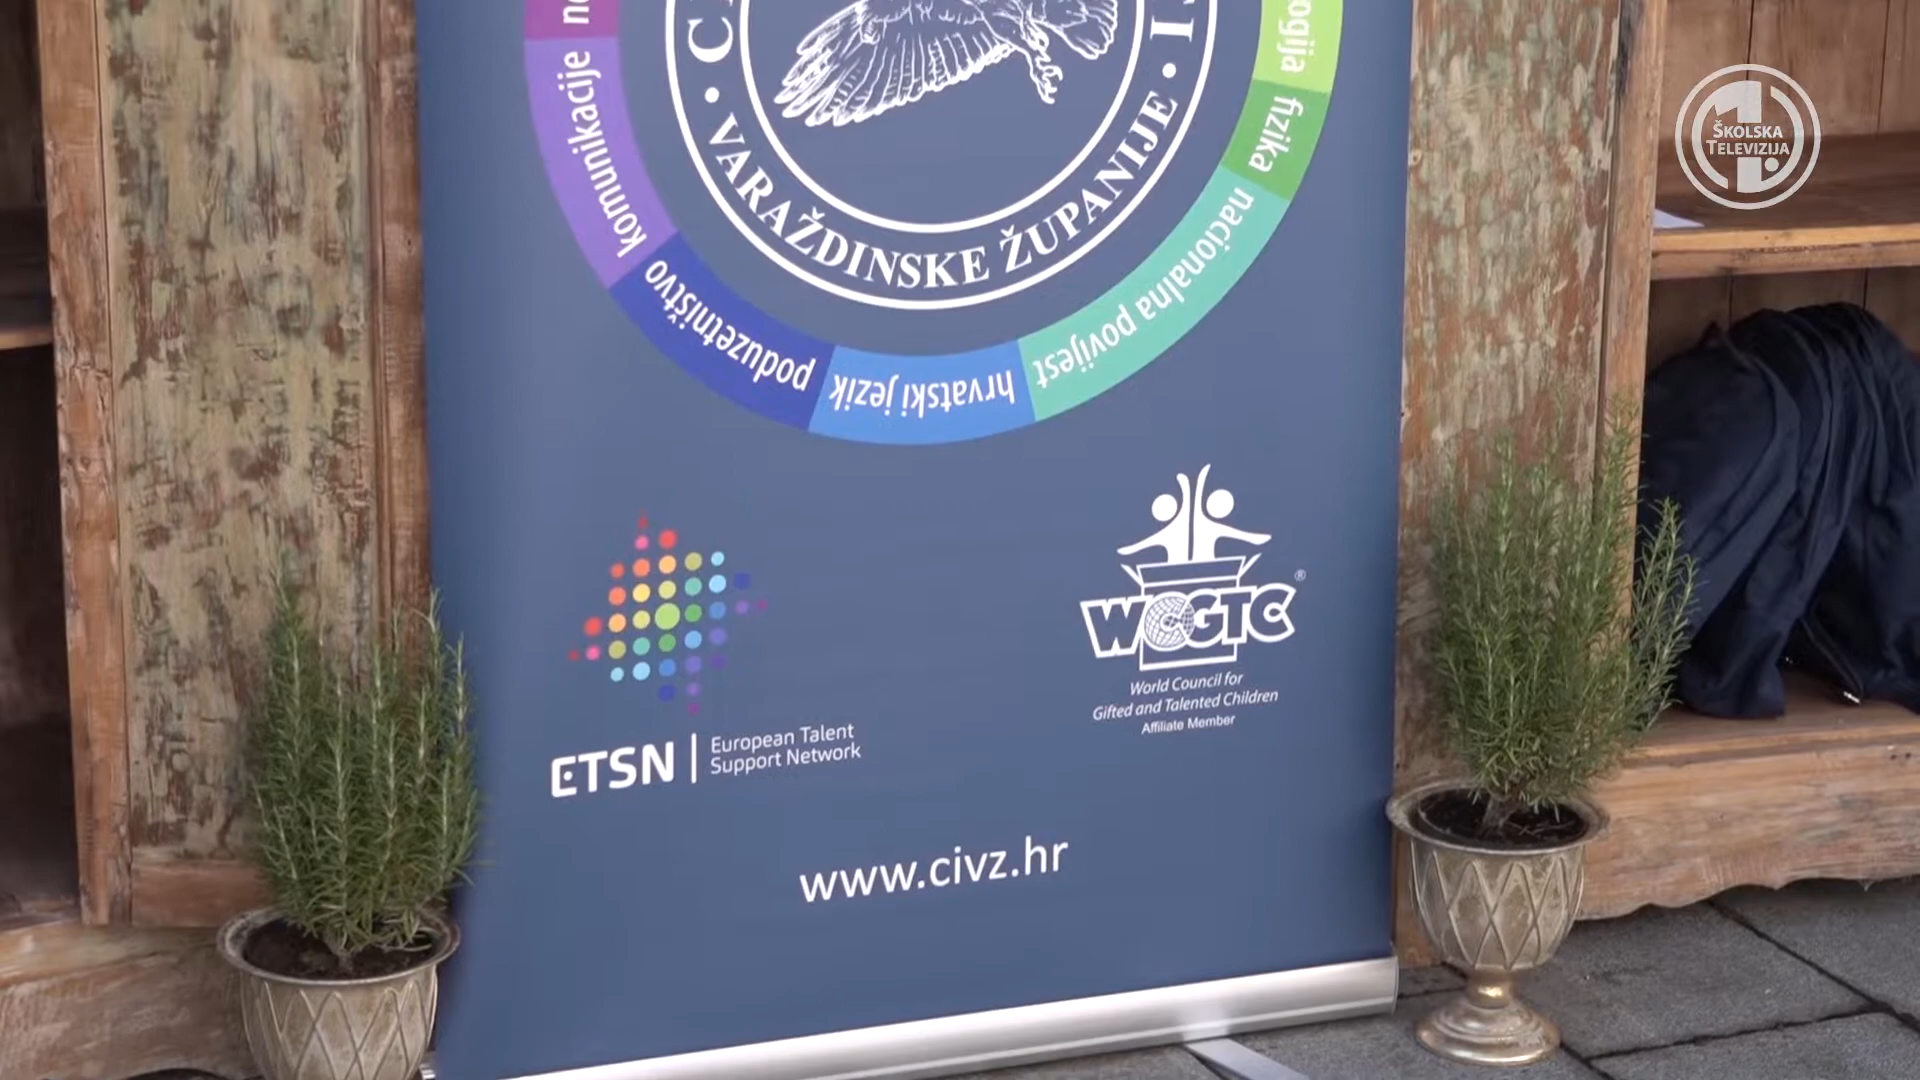 komunikacije
poduzetništvo
hrvatski jezik
nacionalna povijest
fizika
VARAŽDINSKE ŽUPANIJE
ŠKOLSKA
TELEVIZIJA
WCGTC
World Council for
Gifted and Talented Children
Affiliate Member
ETSN
European Talent
Support Network
www.civz.hr